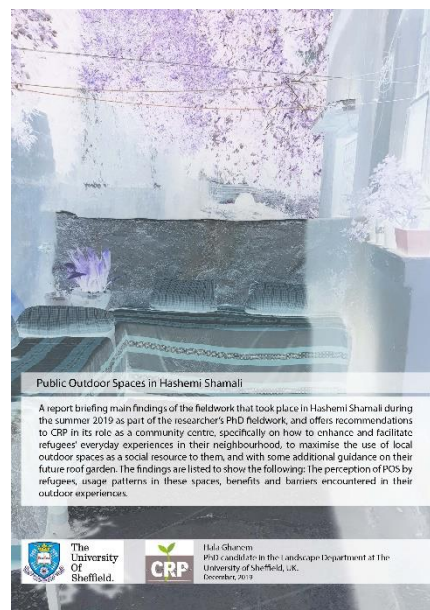 Public Outdoor Spaces in Hashemi Shamali
A report briefing main findings of the fieldwork that took place in Hashemi Shamali during
the summer 2019 as part of the researcher's PhD fieldwork, and offers recommendations
to CRP in its role as a community centre, specifically on how to enhance and facilitate
refugees' everyday experiences in their neighbourhood, to maximise the use of local
outdoor spaces as a social resource to them, and with some additional guidance on their
future roof garden. The findings are listed to show the following: The perception of POS by
refugees, usage patterns in these spaces, benefits and barriers encountered in their
outdoor experiences.
The
University
Of
Sheffield.
CRP
Hala Ghanem
PhD candidate in the Landscape Department at The
University of Sheffield, UK.
December, 2019